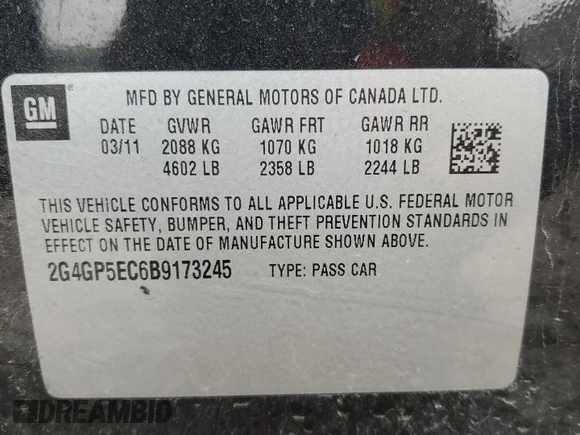 GM
MFD BY GENERAL MOTORS OF CANADA LTD.
DATE GVWR GAWR FRT GAWR RR
03/11 2088 KG 1070 KG 1018 KG
4602 LB 2358 LB 2244 LB
THIS VEHICLE CONFORMS TO ALL APPLICABLE U.S. FEDERAL MOTOR
VEHICLE SAFETY, BUMPER, AND THEFT PREVENTION STANDARDS IN
EFFECT ON THE DATE OF MANUFACTURE SHOWN ABOVE.
2G4GP5EC6B9173245 TYPE: PASS CAR
DREAMBID